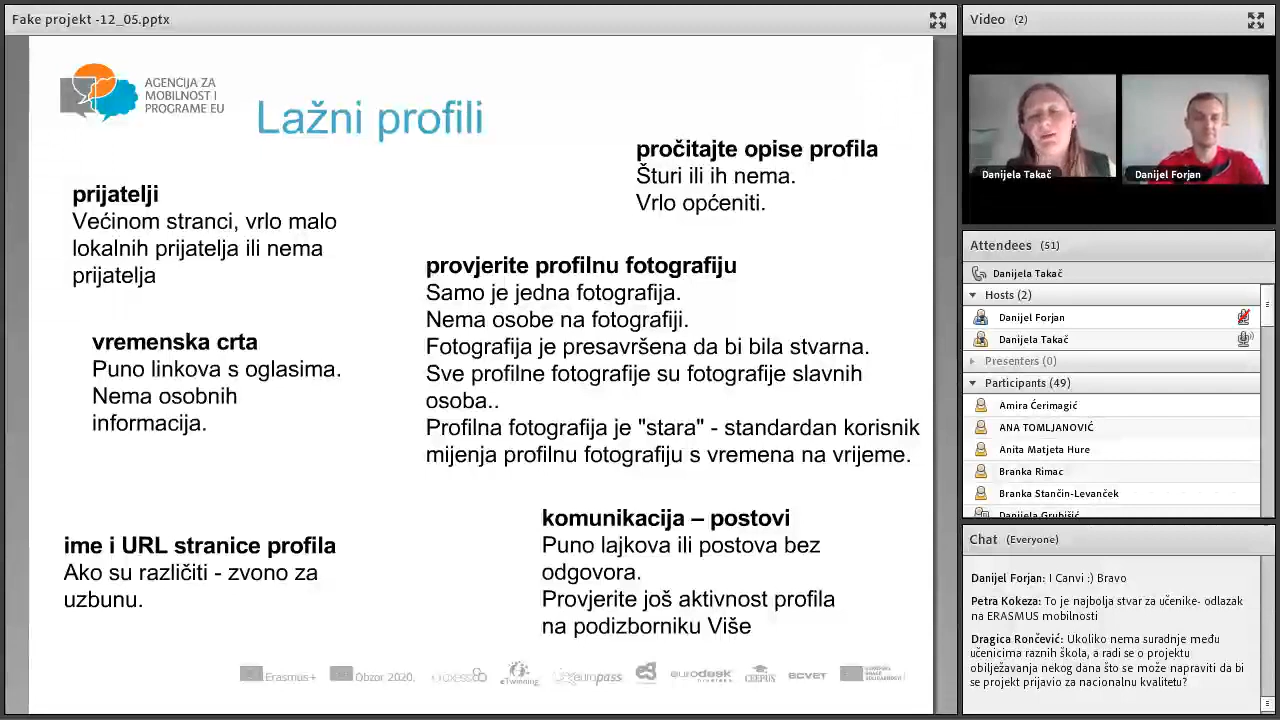 Fake projekt -12_05.pptx
AGENCIJA ZA
MOBILNOST I
PROGRAME EU
Lažni profili
pročitajte opise profila
Šturi ili ih nema.
Vrlo općeniti.
prijatelji
Većinom stranci, vrlo malo
lokalnih prijatelja ili nema
prijatelja
provjerite profilnu fotografiju
Samo je jedna fotografija.
Nema osobe na fotografiji.
Fotografija je presavršena da bi bila stvarna.
Sve profilne fotografije su fotografije slavnih
osoba..
Profilna fotografija je "stara" - standardan korisnik
mijenja profilnu fotografiju s vremena na vrijeme.
vremenska crta
Puno linkova s oglasima.
Nema osobnih
informacija.
komunikacija – postovi
Puno lajkova ili postova bez
odgovora.
Provjerite još aktivnost profila
na podizborniku Više
ime i URL stranice profila
Ako su različiti - zvono za
uzbunu.
Erasmus+
Obzor 2020.
eTwinning
europass
eurodesk
CEEPUS
ECVET
Video (2)
Danijela Takač
Danijel Forjan
Attendees (51)
Danijela Takač
Hosts (2)
Danijel Forjan
Danijela Takač
Presenters (0)
Participants (49)
Amira Ćerimagić
ANA TOMLJANOVIĆ
Anita Matjeta Hure
Branka Rimac
Branka Stančin-Levanček
Danijela Grubišić
Chat (Everyone)
Danijel Forjan: I Canvi :) Bravo
Petra Kokeza: To je najbolja stvar za učenike- odlazak
na ERASMUS mobilnosti
Dragica Rončević: Ukoliko nema suradnje među
učenicima raznih škola, a radi se o projektu
obilježavanja nekog dana što se može napraviti da bi
se projekt prijavio za nacionalnu kvalitetu?